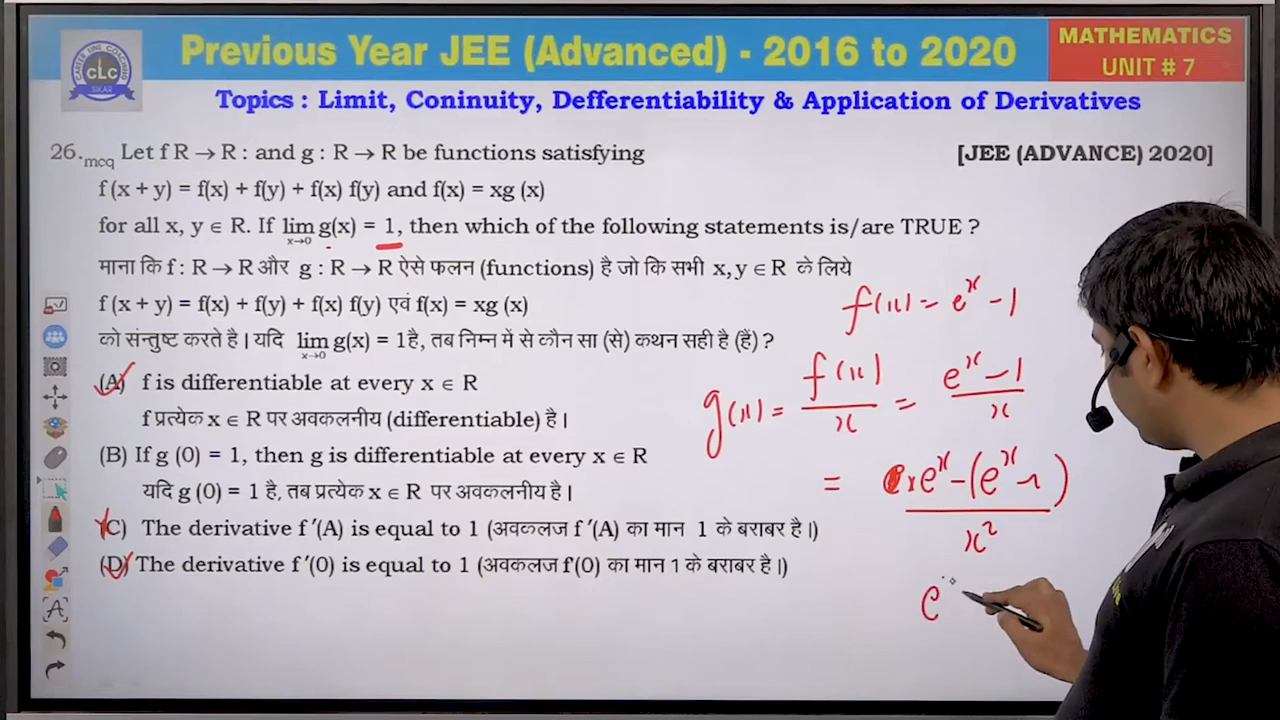 Previous Year JEE (Advanced) - 2016 to 2020
MATHEMATICS
UNIT # 7
CAREER LINE COACHING
CLC
SIKAR
Topics : Limit, Coninuity, Defferentiability & Application of Derivatives
26.mcq Let f R → R : and g : R → R be functions satisfying [JEE (ADVANCE) 2020]
f (x + y) = f(x) + f(y) + f(x) f(y) and f(x) = xg (x)
for all x, y ∈ R. If lim x→0 g(x) = 1, then which of the following statements is/are TRUE ?
माना कि f : R → R और g : R → R ऐसे फलन (functions) है जो कि सभी x, y ∈ R के लिये
f (x + y) = f(x) + f(y) + f(x) f(y) एवं f(x) = xg (x)
को संन्तुष्ट करते है। यदि lim x→0 g(x) = 1है, तब निम्न में से कौन सा (से) कथन सही है (हैं) ?
(A) f is differentiable at every x ∈ R
f प्रत्येक x ∈ R पर अवकलनीय (differentiable) है।
(B) If g (0) = 1, then g is differentiable at every x ∈ R
यदि g (0) = 1 है, तब प्रत्येक x ∈ R पर अवकलनीय है।
(C) The derivative f ′(A) is equal to 1 (अवकलज f ′(A) का मान 1 के बराबर है।)
(D) The derivative f ′(0) is equal to 1 (अवकलज f′(0) का मान 1 के बराबर है।)
f(x) = e^x - 1
g(x) = f(x)/x = (e^x - 1)/x
= (x e^x - (e^x - 1))/x²
e